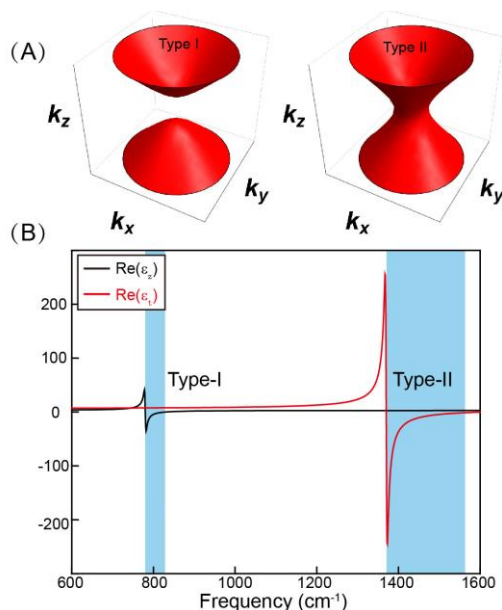 (A)
Type I
Type II
kz
kz
ky
ky
kx
kx
(B)
Re(εz)
Re(εt)
200
100
0
-100
-200
Type-I
Type-II
600
800
1000
1200
1400
1600
Frequency (cm-1)